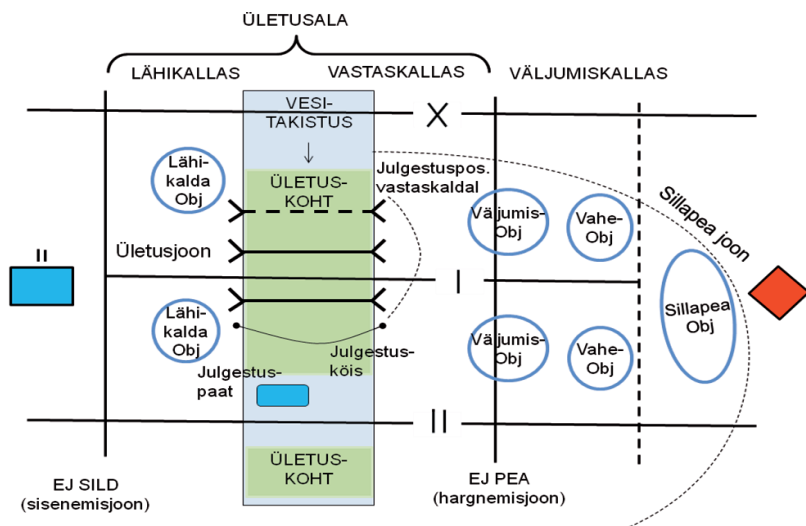 ÜLETUSALA
LÄHIKALLAS
VASTASKALLAS
VÄLJUMISKALLAS
VESI-
TAKISTUS
X
Lähi-
kalda
Obj
ÜLETUS-
KOHT
Julgestuspos.
vastaskaldal
Väljumis-
Obj
Vahe-
Obj
Sillapea joon
Ületusjoon
II
I
Sillapea
Obj
Lähi-
kalda
Obj
Väljumis-
Obj
Vahe-
Obj
Julgestus-
paat
Julgestus-
köis
II
EJ SILD
(sisenemisjoon)
ÜLETUS-
KOHT
EJ PEA
(hargnemisjoon)